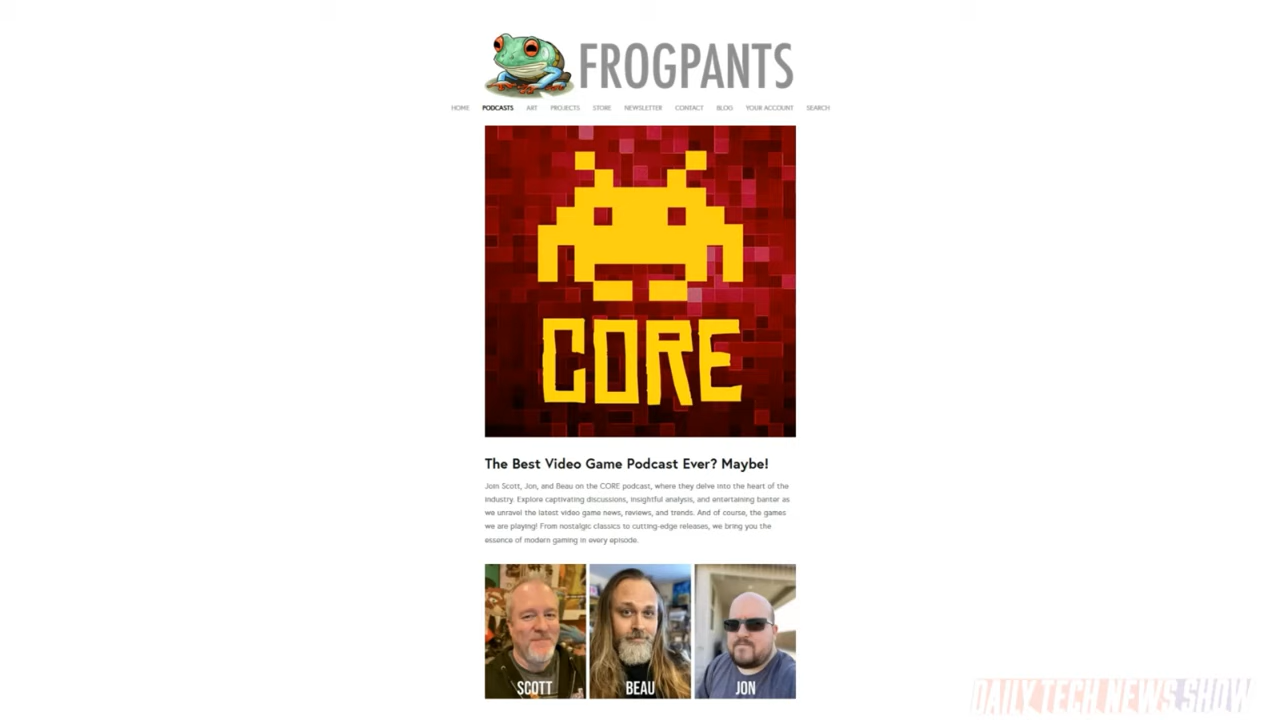 FROGPANTS
HOME PODCASTS ART PROJECTS STORE NEWSLETTER CONTACT BLOG YOUR ACCOUNT SEARCH
CORE
The Best Video Game Podcast Ever? Maybe!
Join Scott, Jon, and Beau on the CORE podcast, where they delve into the heart of the
industry. Explore captivating discussions, insightful analysis, and entertaining banter as
we unravel the latest video game news, reviews, and trends. And of course, the games
we are playing! From nostalgic classics to cutting-edge releases, we bring you the
essence of modern gaming in every episode.
SCOTT BEAU JON
DAILY TECH NEWS SHOW